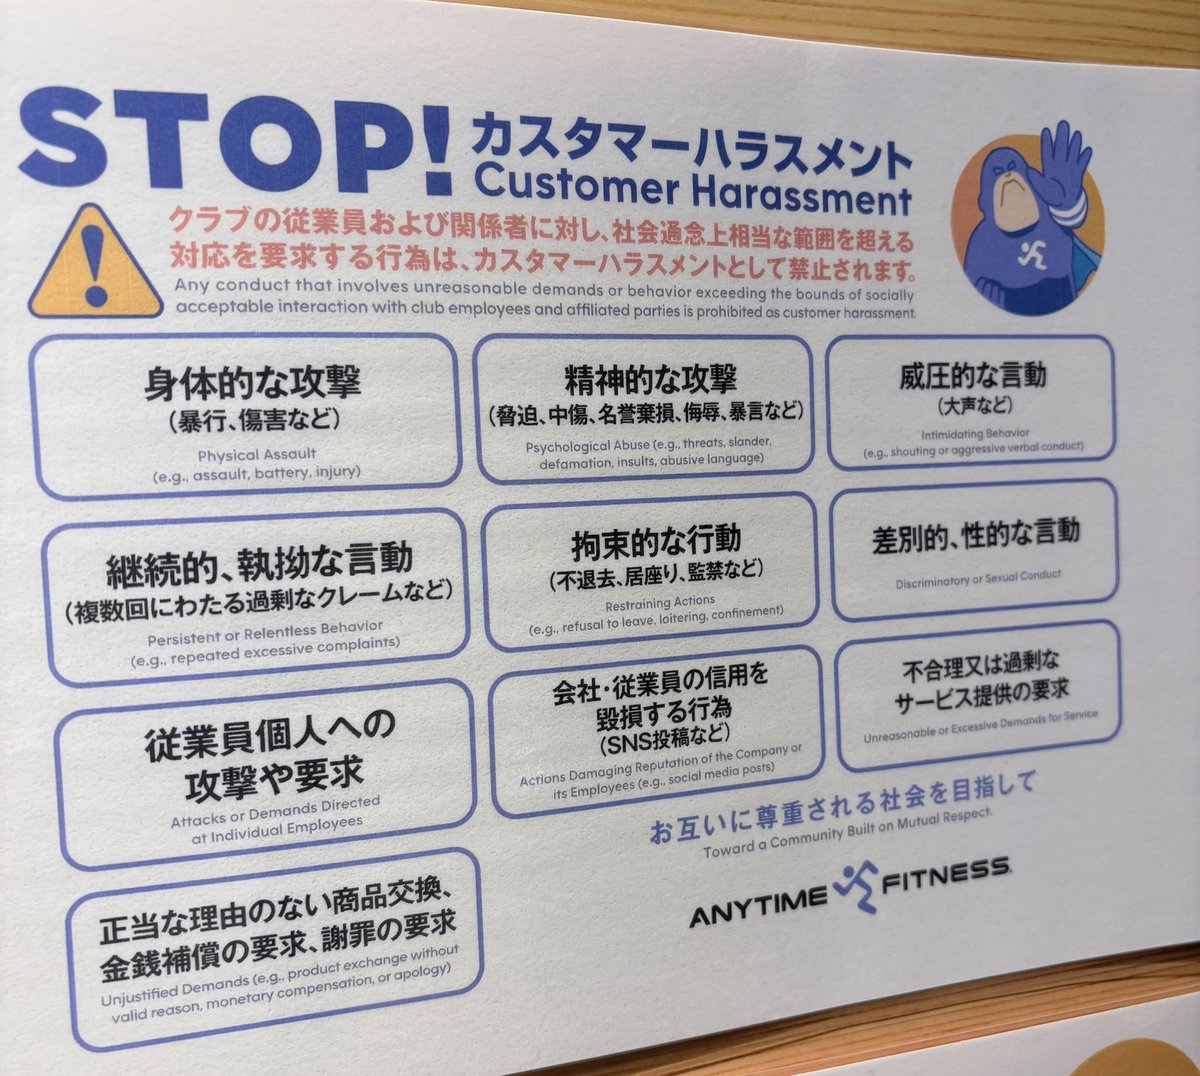 STOP!
カスタマーハラスメント
Customer Harassment
クラブの従業員および関係者に対し、社会通念上相当な範囲を超える
対応を要求する行為は、カスタマーハラスメントとして禁止されます。
Any conduct that involves unreasonable demands or behavior exceeding the bounds of socially
acceptable interaction with club employees and affiliated parties is prohibited as customer harassment.
身体的な攻撃
(暴行、傷害など)
Physical Assault
(e.g., assault, battery, injury)
精神的な攻撃
(脅迫、中傷、名誉棄損、侮辱、暴言など)
Psychological Abuse (e.g., threats, slander,
defamation, insults, abusive language)
威圧的な言動
(大声など)
Intimidating Behavior
(e.g., shouting or aggressive verbal conduct)
継続的、執拗な言動
(複数回にわたる過剰なクレームなど)
Persistent or Relentless Behavior
(e.g., repeated excessive complaints)
拘束的な行動
(不退去、居座り、監禁など)
Restraining Actions
(e.g., refusal to leave, loitering, confinement)
差別的、性的な言動
Discriminatory or Sexual Conduct
従業員個人への
攻撃や要求
Attacks or Demands Directed
at Individual Employees
会社・従業員の信用を
毀損する行為
(SNS投稿など)
Actions Damaging Reputation of the Company or
its Employees (e.g., social media posts)
不合理又は過剰な
サービス提供の要求
Unreasonable or Excessive Demands for Service
正当な理由のない商品交換、
金銭補償の要求、謝罪の要求
Unjustified Demands (e.g., product exchange without
valid reason, monetary compensation, or apology)
お互いに尊重される社会を目指して
Toward a Community Built on Mutual Respect.
ANYTIME FITNESS